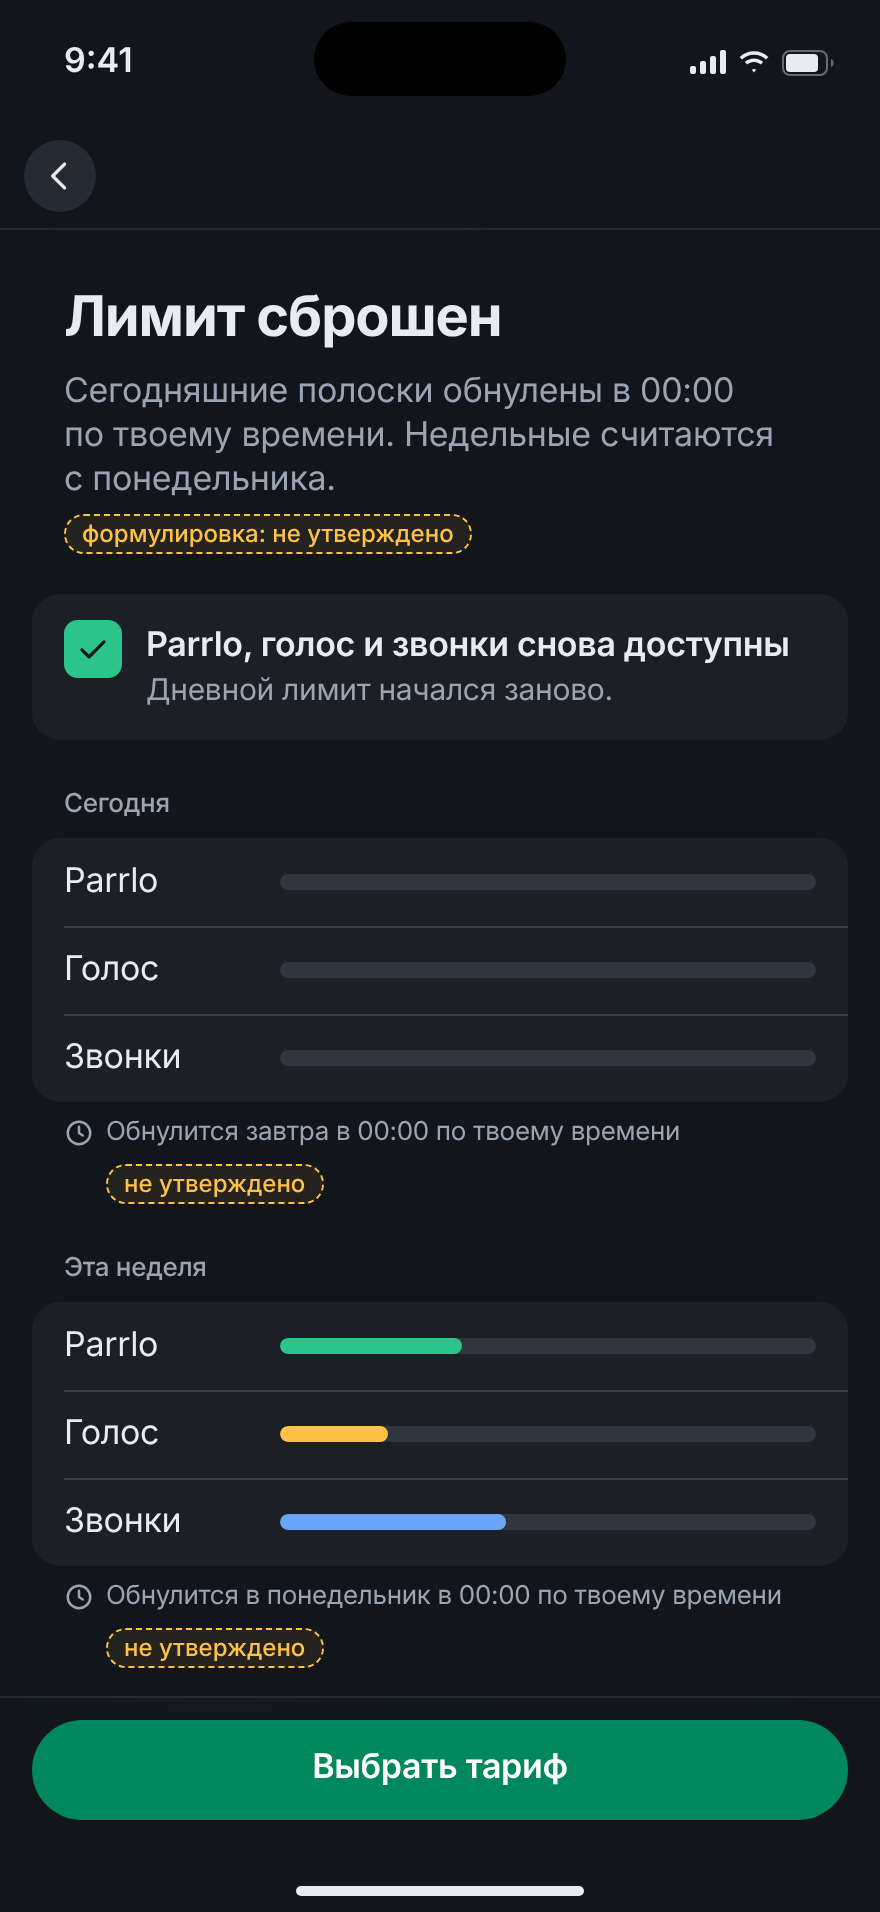 9:41
Лимит сброшен
Сегодняшние полоски обнулены в 00:00
по твоему времени. Недельные считаются
с понедельника.
формулировка: не утверждено
Parrlo, голос и звонки снова доступны
Дневной лимит начался заново.
Сегодня
Parrlo
Голос
Звонки
Обнулится завтра в 00:00 по твоему времени
не утверждено
Эта неделя
Parrlo
Голос
Звонки
Обнулится в понедельник в 00:00 по твоему времени
не утверждено
Выбрать тариф